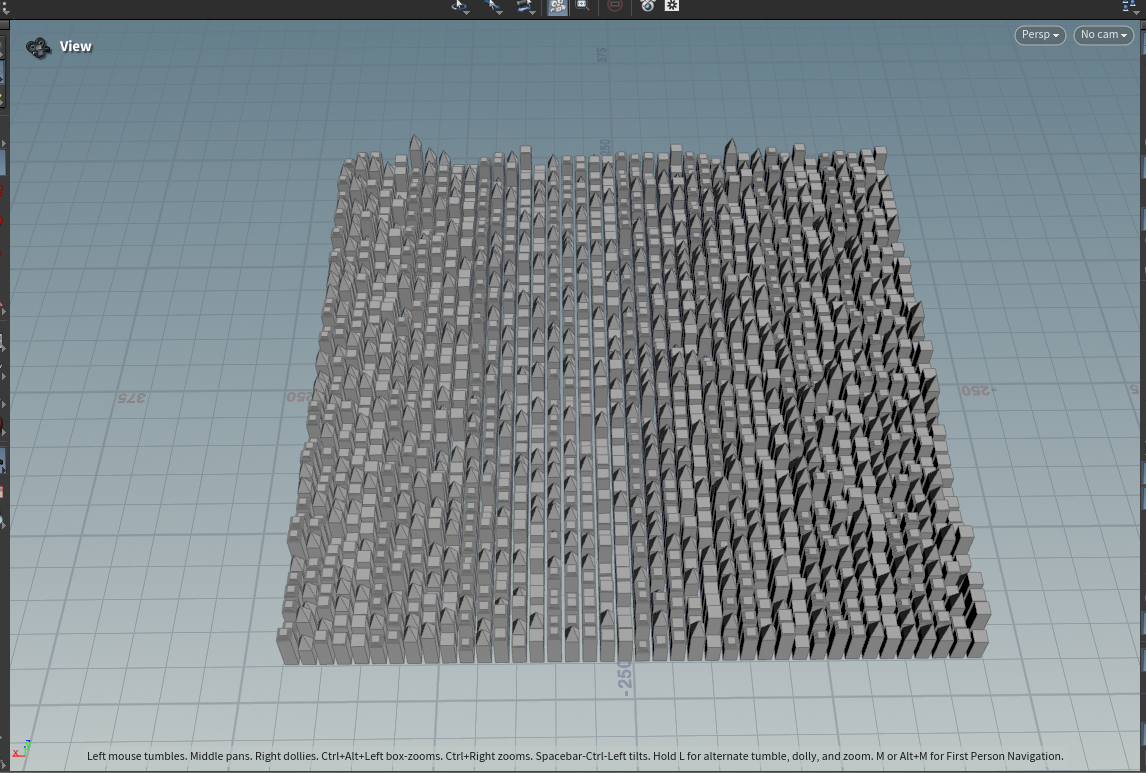 View
Persp
No cam
375
250
375
250
-250
-250
Left mouse tumbles. Middle pans. Right dollies. Ctrl+Alt+Left box-zooms. Ctrl+Right zooms. Spacebar-Ctrl-Left tilts. Hold L for alternate tumble, dolly, and zoom. M or Alt+M for First Person Navigation.